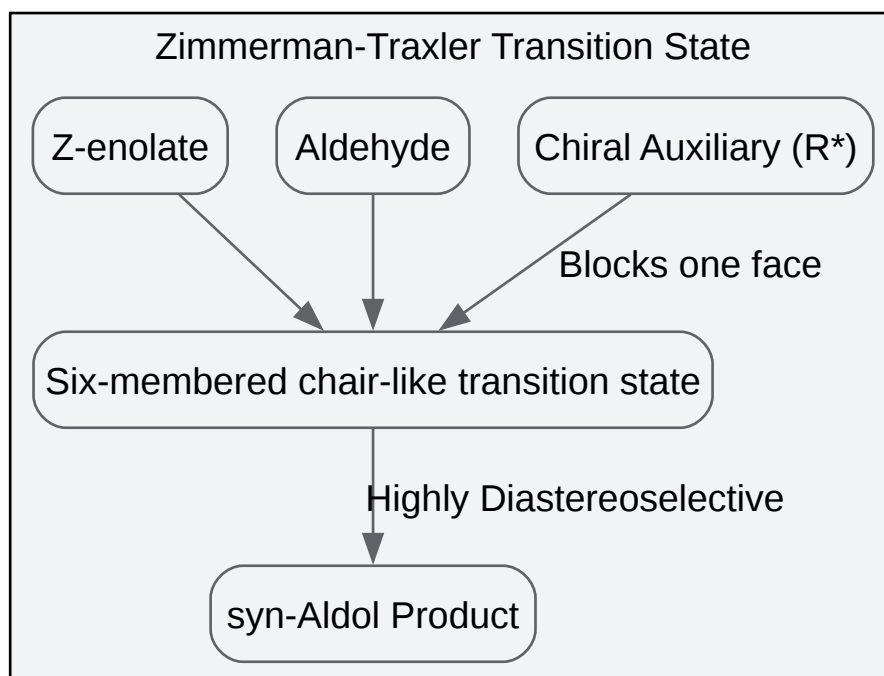 Zimmerman-Traxler Transition State
Z-enolate
Aldehyde
Chiral Auxiliary (R*)
Blocks one face
Six-membered chair-like transition state
Highly Diastereoselective
syn-Aldol Product